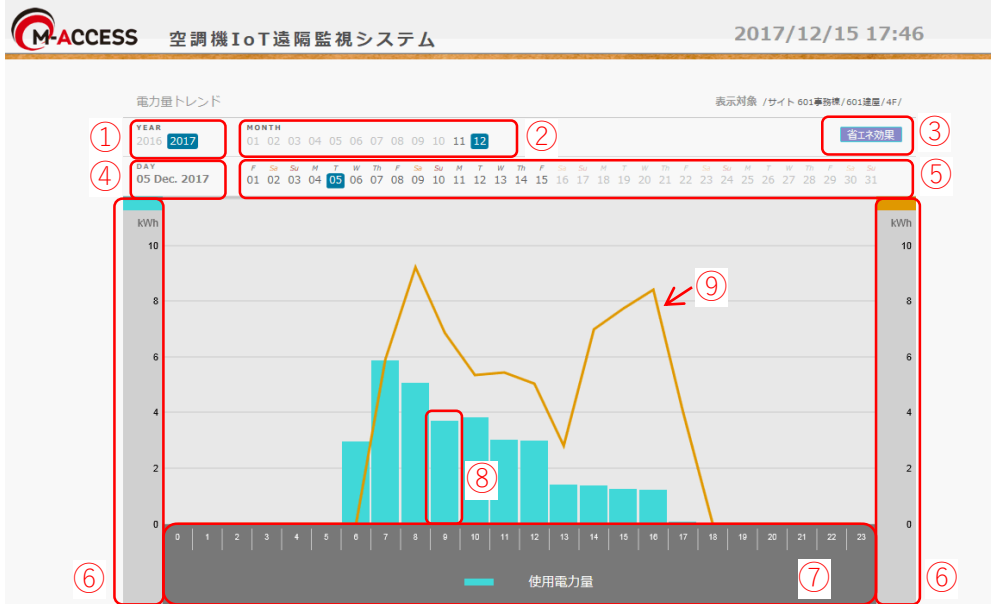 M-ACCESS 空調機IoT遠隔監視システム 2017/12/15 17:46
電力量トレンド 表示対象 /サイト 601事務棟/601建屋/4F/
① YEAR MONTH ② ③
2016 2017 01 02 03 04 05 06 07 08 09 10 11 12 省エネ効果
④ DAY F Sa Su M T W Th F Sa Su M T W Th F Sa Su M T W Th F Sa Su M T W Th F Sa Su ⑤
05 Dec. 2017 01 02 03 04 05 06 07 08 09 10 11 12 13 14 15 16 17 18 19 20 21 22 23 24 25 26 27 28 29 30 31
kWh kWh
10 10
⑨
8 8
6 6
4 4
⑧
2 2
0 0
0 1 2 3 4 5 6 7 8 9 10 11 12 13 14 15 16 17 18 19 20 21 22 23
⑥ 使用電力量 ⑦ ⑥